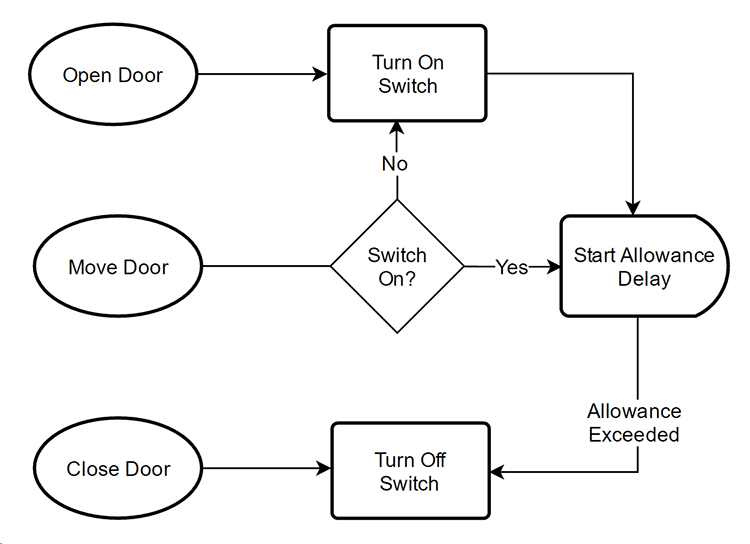 Open Door
Turn On
Switch
No
Move Door
Switch
On?
Yes
Start Allowance
Delay
Allowance
Exceeded
Close Door
Turn Off
Switch